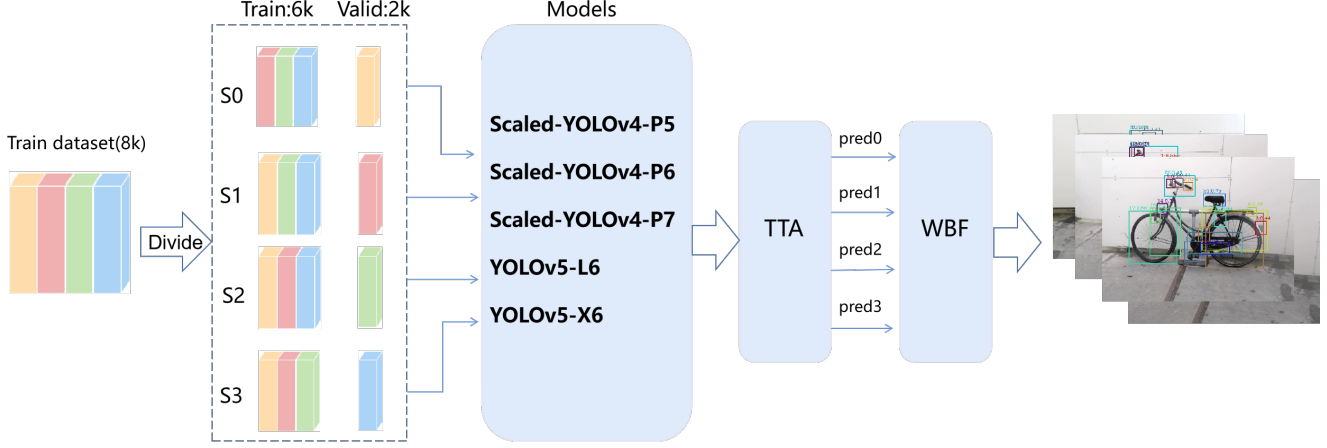 Train:6k Valid:2k
Models
Train dataset(8k)
Divide
S0
S1
S2
S3
Scaled-YOLOv4-P5
Scaled-YOLOv4-P6
Scaled-YOLOv4-P7
YOLOv5-L6
YOLOv5-X6
TTA
pred0
pred1
pred2
pred3
WBF